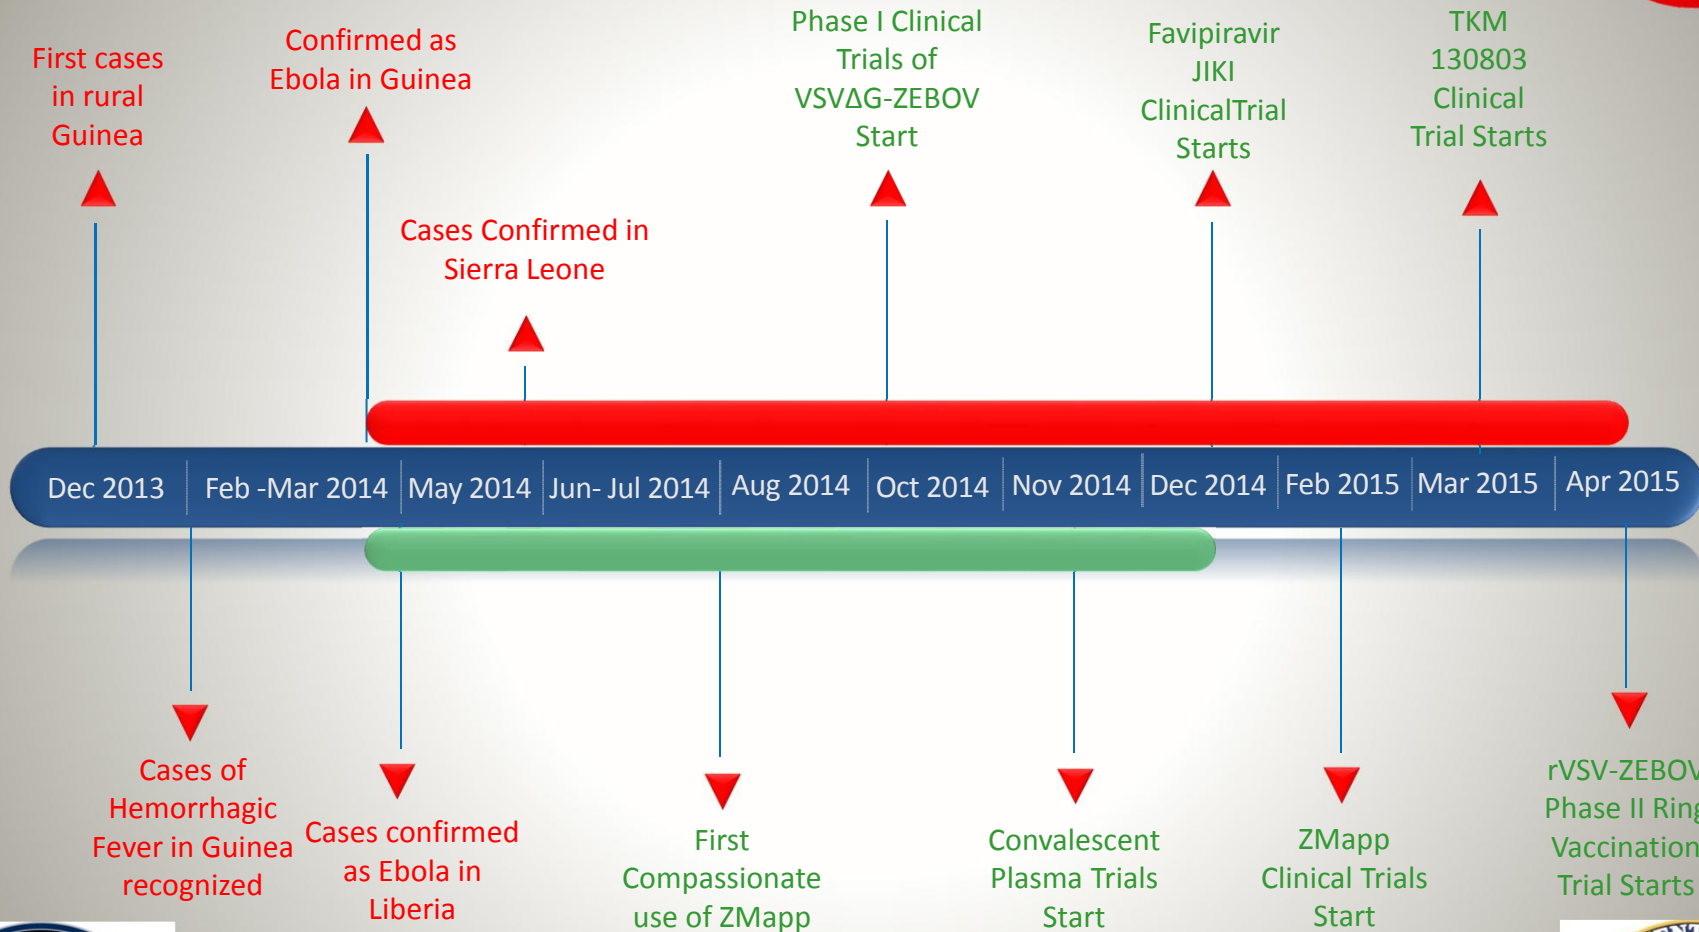 First cases
in rural
Guinea
Confirmed as
Ebola in Guinea
Cases Confirmed in
Sierra Leone
Phase I Clinical
Trials of
VSVΔG-ZEBOV
Start
Favipiravir
JIKI
ClinicalTrial
Starts
TKM
130803
Clinical
Trial Starts
Dec 2013
Feb -Mar 2014
May 2014
Jun- Jul 2014
Aug 2014
Oct 2014
Nov 2014
Dec 2014
Feb 2015
Mar 2015
Apr 2015
Cases of
Hemorrhagic
Fever in Guinea
recognized
Cases confirmed
as Ebola in
Liberia
First
Compassionate
use of ZMapp
Convalescent
Plasma Trials
Start
ZMapp
Clinical Trials
Start
rVSV-ZEBOV
Phase II Ring
Vaccination
Trial Starts